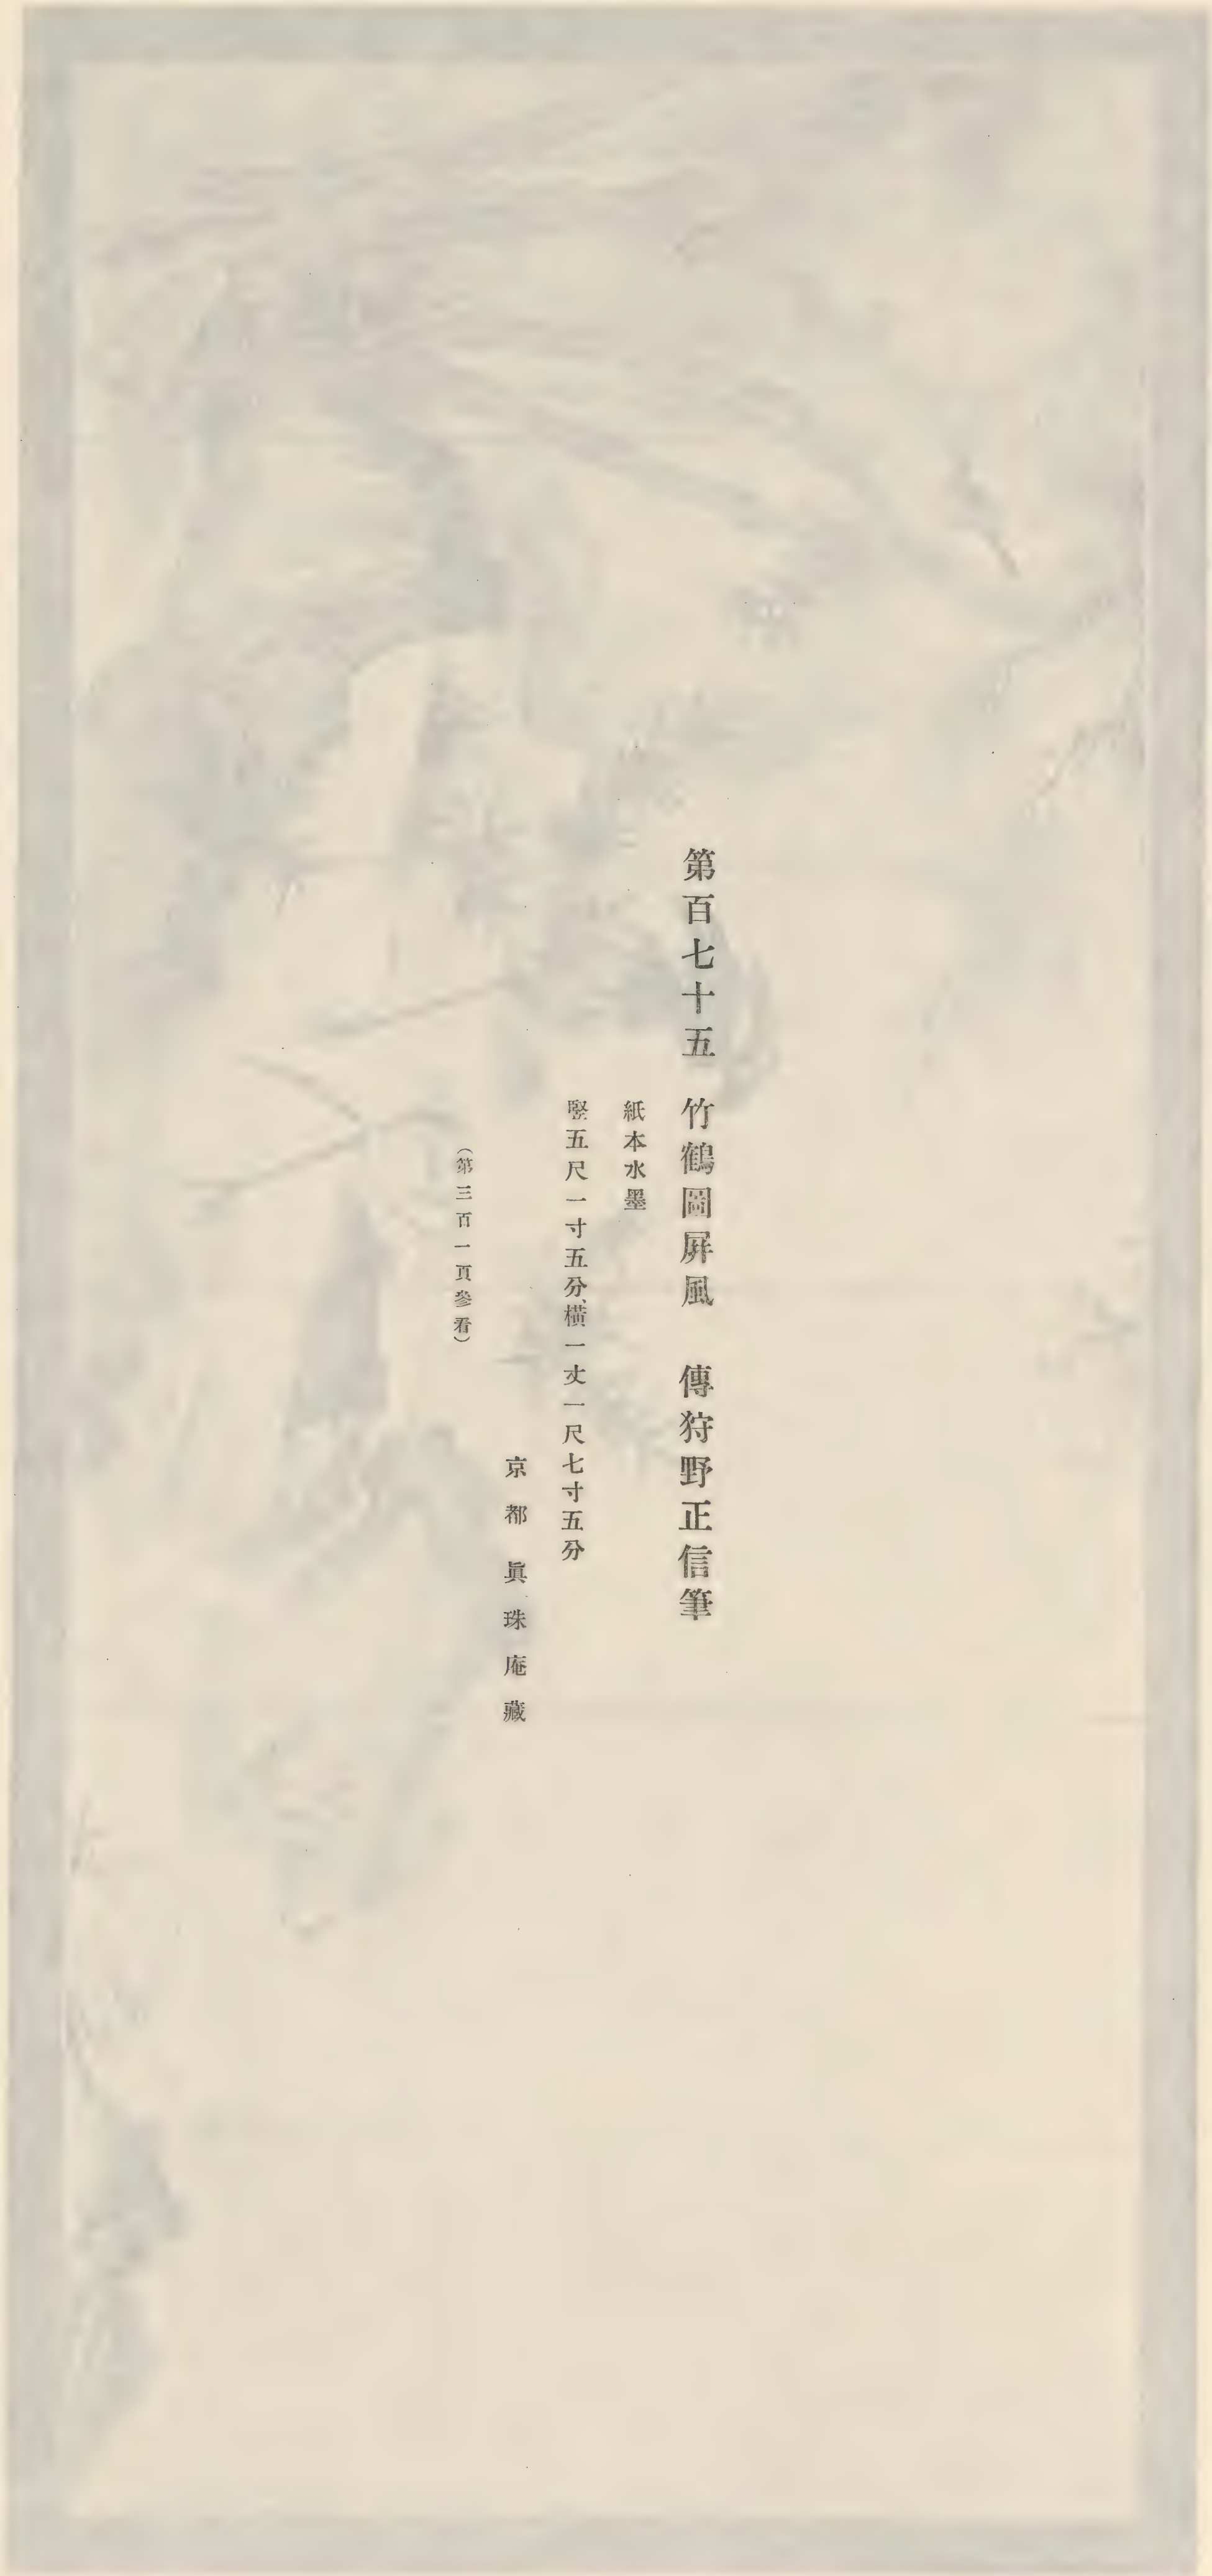 第百七十五　竹鶴圖屏風　傳狩野正信筆
紙本水墨
竪五尺一寸五分、橫一丈一尺七寸五分
京都 眞珠庵藏
（第三百一頁參看）